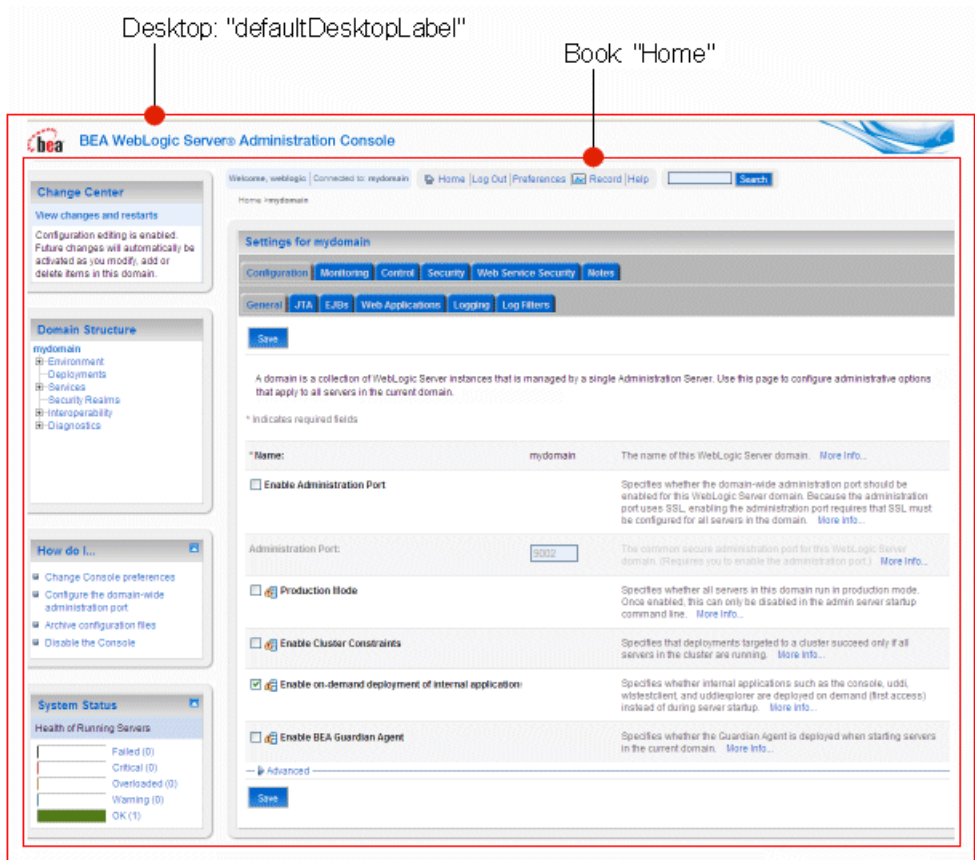 Desktop: "defaultDesktopLabel"
Book: "Home"
bea
BEA WebLogic Server® Administration Console
Change Center
View changes and restarts
Configuration editing is enabled.
Future changes will automatically be
activated as you modify, add or
delete items in this domain.
Domain Structure
mydomain
Environment
Deployments
Services
Security Realms
Interoperability
Diagnostics
How do I...
Change Console preferences
Configure the domain-wide
administration port
Archive configuration files
Disable the Console
System Status
Health of Running Servers
Failed (0)
Critical (0)
Overloaded (0)
Warning (0)
OK (1)
Welcome, weblogic Connected to: mydomain Home Log Out Preferences Record Help Search
Home >mydomain
Settings for mydomain
Configuration Monitoring Control Security Web Service Security Notes
General JTA EJBs Web Applications Logging Log Filters
Save
A domain is a collection of WebLogic Server instances that is managed by a single Administration Server. Use this page to configure administrative options
that apply to all servers in the current domain.
* Indicates required fields
*Name: mydomain The name of this WebLogic Server domain. More Info...
Enable Administration Port Specifies whether the domain-wide administration port should be
enabled for this WebLogic Server domain. Because the administration
port uses SSL, enabling the administration port requires that SSL must
be configured for all servers in the domain. More Info...
Administration Port: 9002 The common secure administration port for this WebLogic Server
domain. (Requires you to enable the administration port.) More Info...
Production Mode Specifies whether all servers in this domain run in production mode.
Once enabled, this can only be disabled in the admin server startup
command line. More Info...
Enable Cluster Constraints Specifies that deployments targeted to a cluster succeed only if all
servers in the cluster are running. More Info...
Enable on-demand deployment of internal applications Specifies whether internal applications such as the console, uddi,
wlstestclient, and uddiexplorer are deployed on demand (first access)
instead of during server startup. More Info...
Enable BEA Guardian Agent Specifies whether the Guardian Agent is deployed when starting servers
in the current domain. More Info...
Advanced
Save